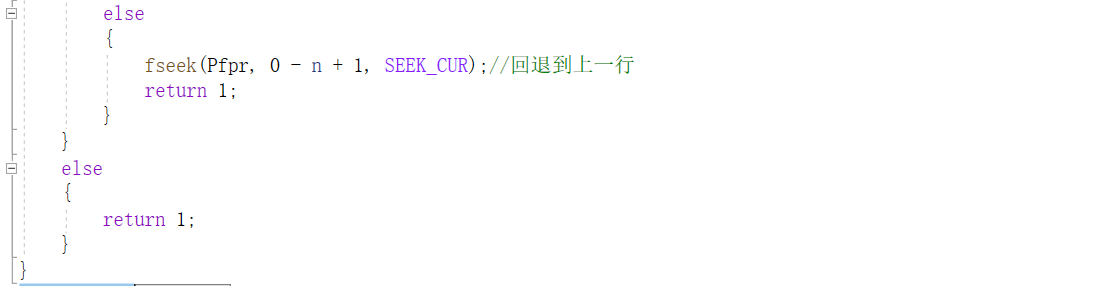 else
{
fseek(Pfpr, 0 - n + 1, SEEK_CUR);//回退到上一行
return 1;
}
}
else
{
return 1;
}
}